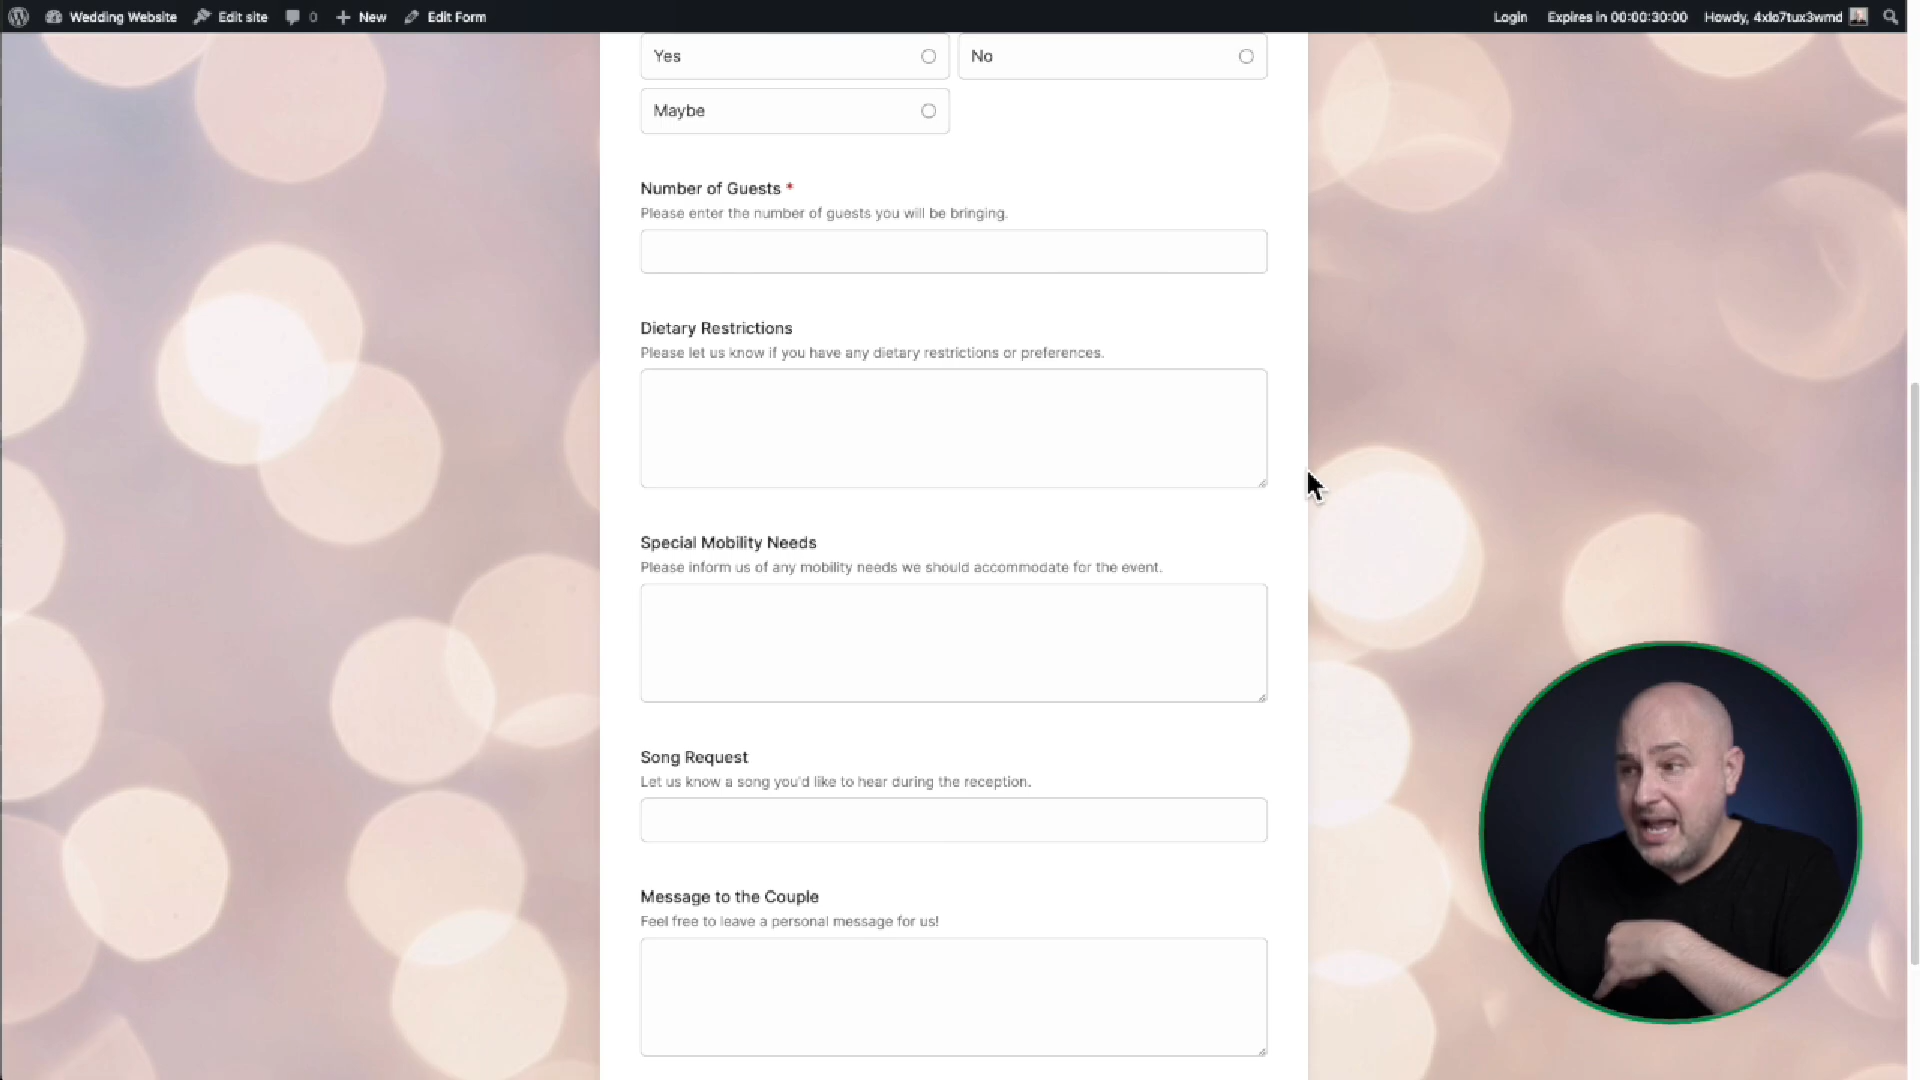 Wedding Website Edit site 0 New Edit Form Login Expires in 00:00:30:00 Howdy, 4xlo7tux3wmd
Yes No
Maybe
Number of Guests *
Please enter the number of guests you will be bringing.
Dietary Restrictions
Please let us know if you have any dietary restrictions or preferences.
Special Mobility Needs
Please inform us of any mobility needs we should accommodate for the event.
Song Request
Let us know a song you'd like to hear during the reception.
Message to the Couple
Feel free to leave a personal message for us!